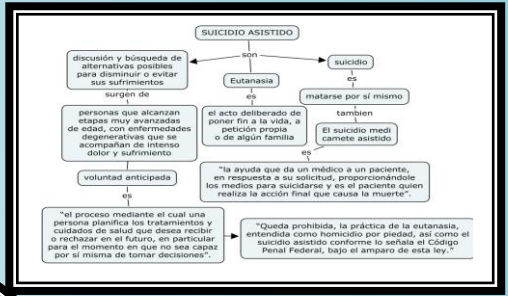 SUICIDIO ASISTIDO
son
discusión y búsqueda de
alternativas posibles
para disminuir o evitar
sus sufrimientos
surgen de
personas que alcanzan
etapas muy avanzadas
de edad, con enfermedades
degenerativas que se
acompañan de intenso
dolor y sufrimiento
voluntad anticipada
es
"el proceso mediante el cual una
persona planifica los tratamientos y
cuidados de salud que desea recibir
o rechazar en el futuro, en particular
para el momento en que no sea capaz
por sí misma de tomar decisiones".
Eutanasia
es
el acto deliberado de
poner fin a la vida, a
petición propia
o de algún familia
suicidio
es
matarse por sí mismo
tambien
El suicidio medi
camete asistido
es
"la ayuda que da un médico a un paciente,
en respuesta a su solicitud, proporcionándole
los medios para suicidarse y es el paciente quien
realiza la acción final que causa la muerte".
"Queda prohibida, la práctica de la eutanasia,
entendida como homicidio por piedad, así como el
suicidio asistido conforme lo señala el Código
Penal Federal, bajo el amparo de esta ley."